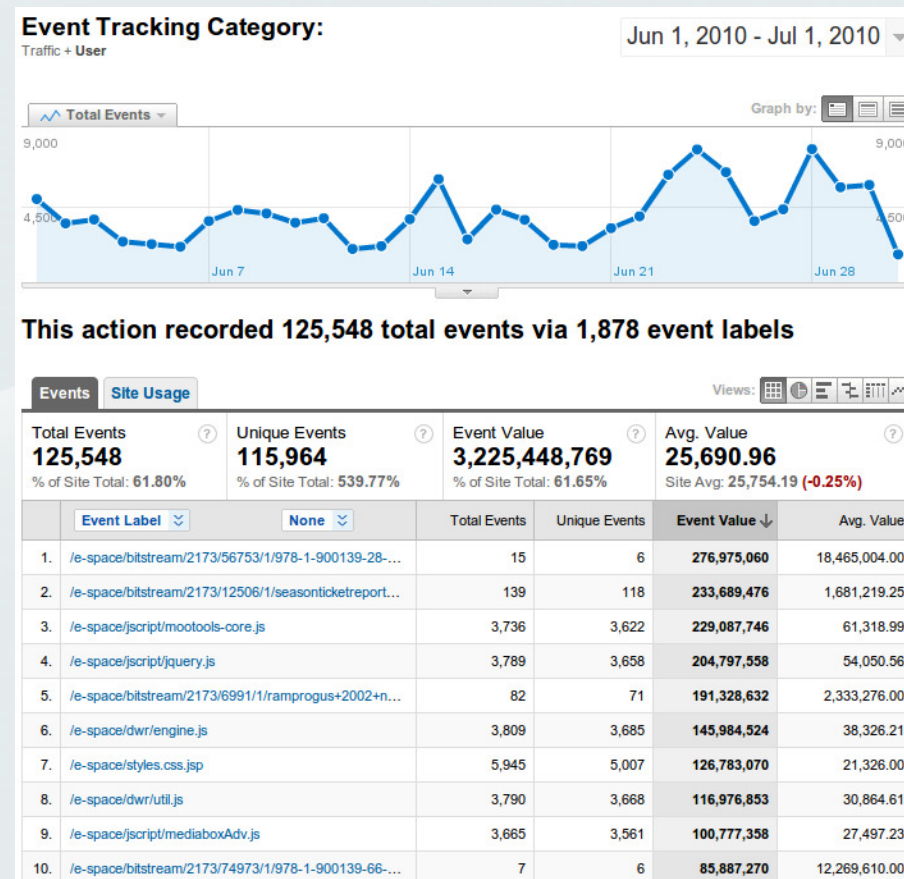 Event Tracking Category:
Traffic + User
Jun 1, 2010 - Jul 1, 2010
Total Events
Graph by:
9,000 9,000
4,500 4,500
Jun 7 Jun 14 Jun 21 Jun 28
This action recorded 125,548 total events via 1,878 event labels
Events Site Usage Views:
Total Events ? Unique Events ? Event Value ? Avg. Value ?
125,548 115,964 3,225,448,769 25,690.96
% of Site Total: 61.80% % of Site Total: 539.77% % of Site Total: 61.65% Site Avg: 25,754.19 (-0.25%)
Event Label None Total Events Unique Events Event Value Avg. Value
1. /e-space/bitstream/2173/56753/1/978-1-900139-28-... 15 6 276,975,060 18,465,004.00
2. /e-space/bitstream/2173/12506/1/seasonticketreport... 139 118 233,689,476 1,681,219.25
3. /e-space/jscript/mootools-core.js 3,736 3,622 229,087,746 61,318.99
4. /e-space/jscript/jquery.js 3,789 3,658 204,797,558 54,050.56
5. /e-space/bitstream/2173/6991/1/ramprogus+2002+n... 82 71 191,328,632 2,333,276.00
6. /e-space/dwr/engine.js 3,809 3,685 145,984,524 38,326.21
7. /e-space/styles.css.jsp 5,945 5,007 126,783,070 21,326.00
8. /e-space/dwr/util.js 3,790 3,668 116,976,853 30,864.61
9. /e-space/jscript/mediaboxAdv.js 3,665 3,561 100,777,358 27,497.23
10. /e-space/bitstream/2173/74973/1/978-1-900139-66-... 7 6 85,887,270 12,269,610.00